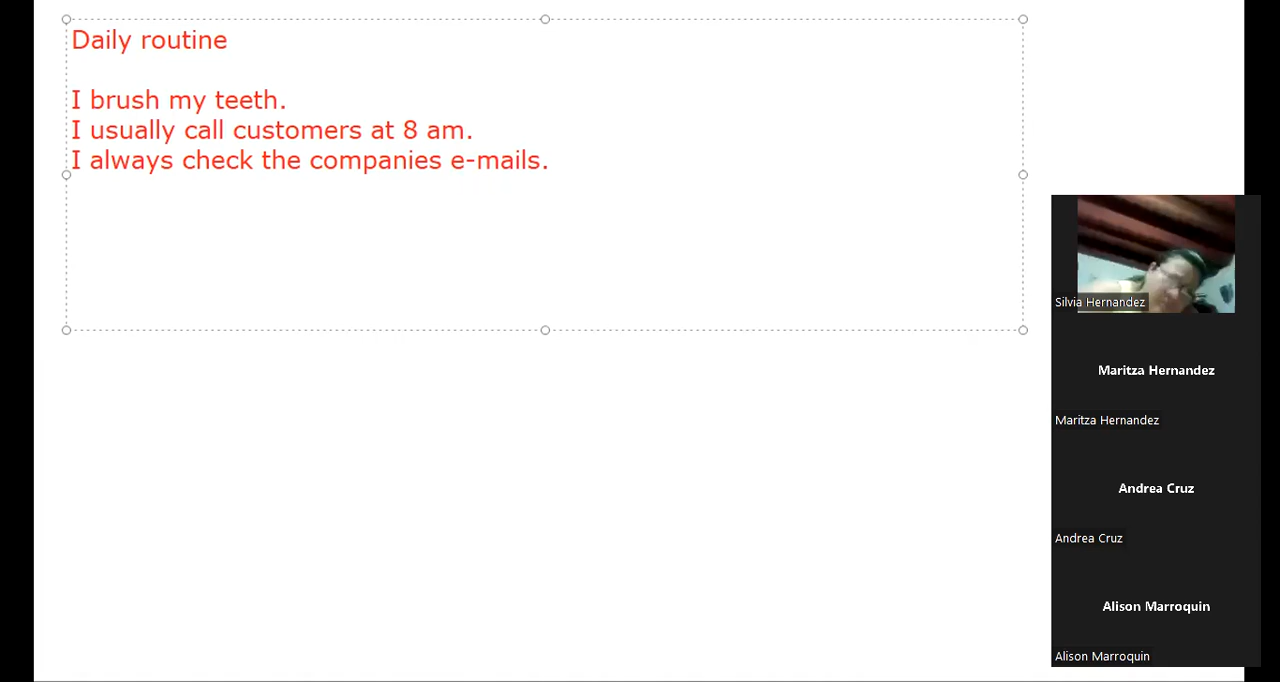 Daily routine
I brush my teeth.
I usually call customers at 8 am.
I always check the companies e-mails.
Silvia Hernandez
Maritza Hernandez
Maritza Hernandez
Andrea Cruz
Andrea Cruz
Alison Marroquin
Alison Marroquin